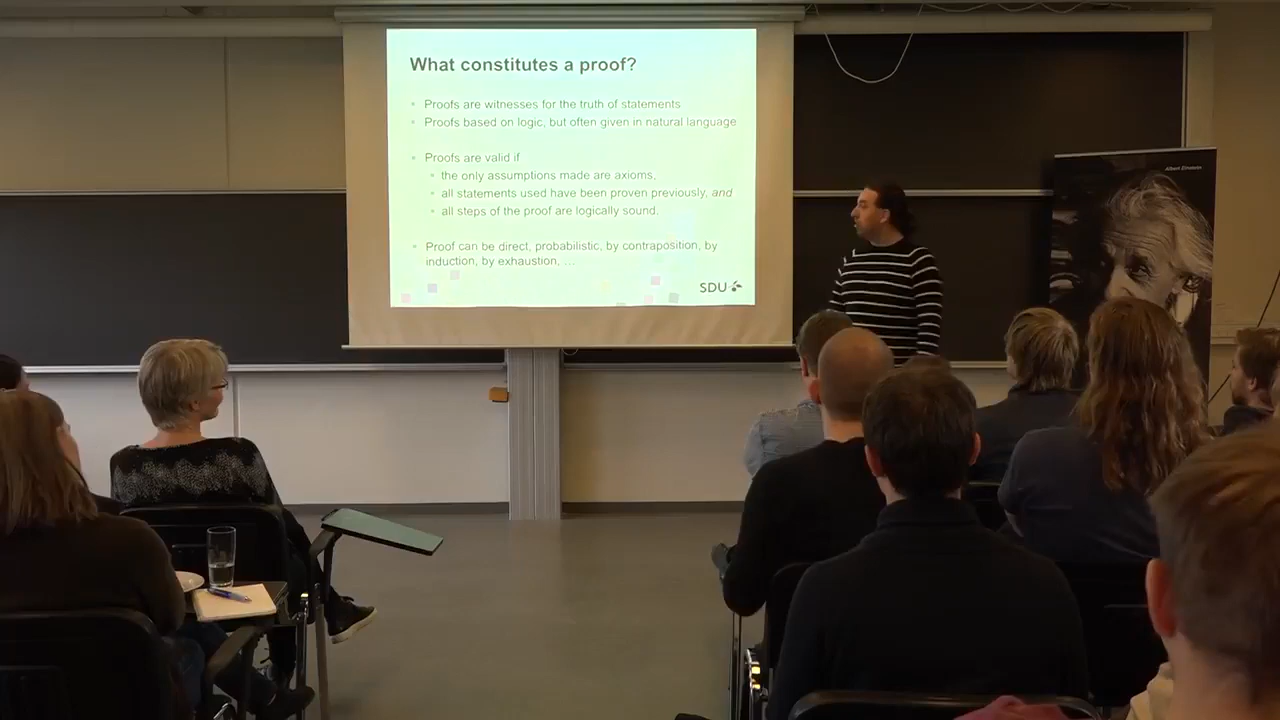 What constitutes a proof?
Proofs are witnesses for the truth of statements
Proofs based on logic, but often given in natural language
Proofs are valid if
the only assumptions made are axioms,
all statements used have been proven previously, and
all steps of the proof are logically sound.
Proof can be direct, probabilistic, by contraposition, by
induction, by exhaustion, …
SDU
Albert Einstein